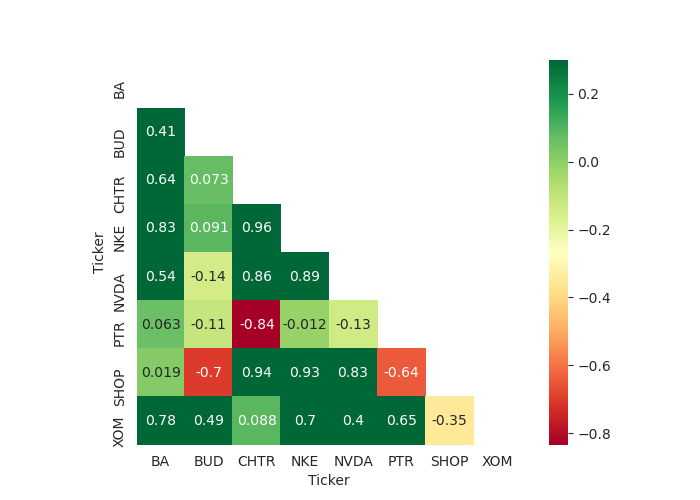 BA
BUD 0.41
CHTR 0.64 0.073
NKE 0.83 0.091 0.96
NVDA 0.54 -0.14 0.86 0.89
PTR 0.063 -0.11 -0.84 -0.012 -0.13
SHOP 0.019 -0.7 0.94 0.93 0.83 -0.64
XOM 0.78 0.49 0.088 0.7 0.4 0.65 -0.35
BA BUD CHTR NKE NVDA PTR SHOP XOM
Ticker
Ticker
0.2
0.0
−0.2
−0.4
−0.6
−0.8